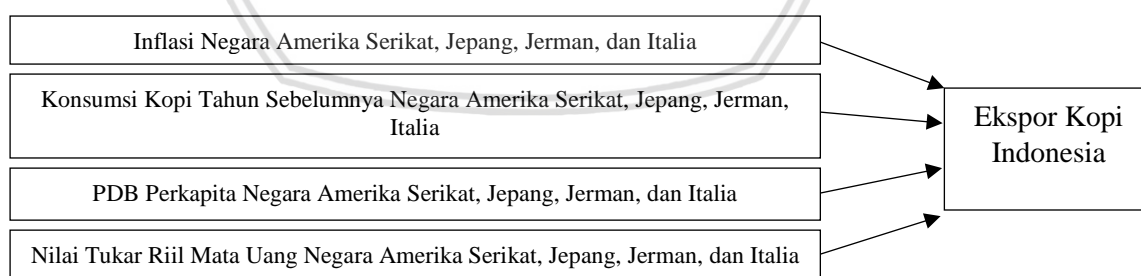 Inflasi Negara Amerika Serikat, Jepang, Jerman, dan Italia
Konsumsi Kopi Tahun Sebelumnya Negara Amerika Serikat, Jepang, Jerman,
Italia
PDB Perkapita Negara Amerika Serikat, Jepang, Jerman, dan Italia
Nilai Tukar Riil Mata Uang Negara Amerika Serikat, Jepang, Jerman, dan Italia
Ekspor Kopi
Indonesia